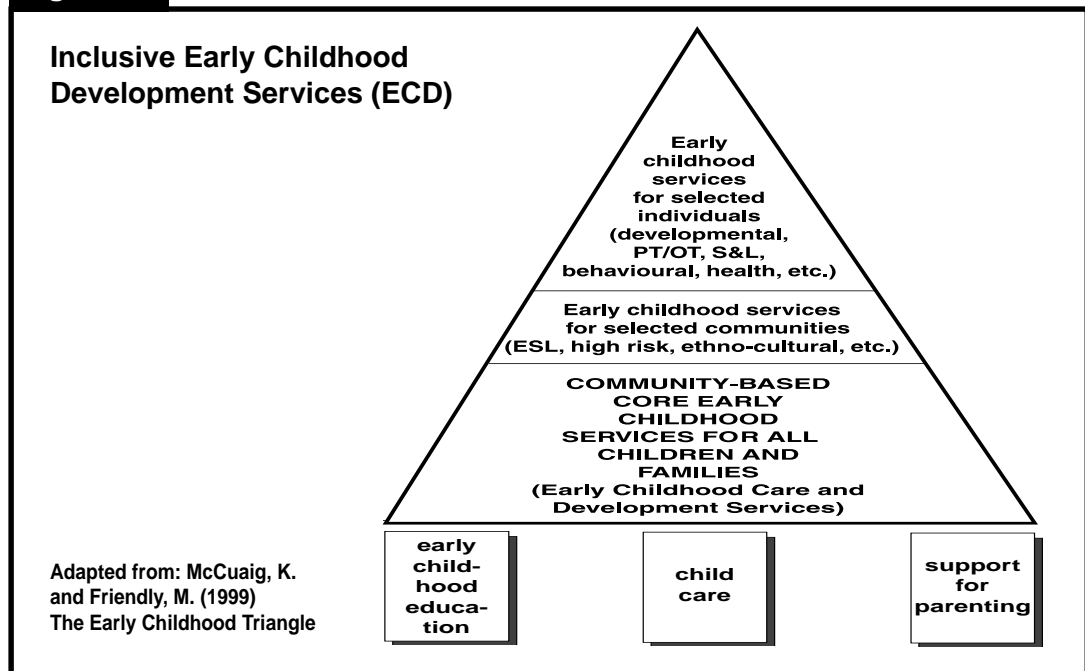 Inclusive Early Childhood
Development Services (ECD)
Early
childhood
services
for selected
individuals
(developmental,
PT/OT, S&L,
behavioural, health, etc.)
Early childhood services
for selected communities
(ESL, high risk, ethno-cultural, etc.)
COMMUNITY-BASED
CORE EARLY
CHILDHOOD
SERVICES FOR ALL
CHILDREN AND
FAMILIES
(Early Childhood Care and
Development Services)
early
child-
hood
educa-
tion
child
care
support
for
parenting
Adapted from: McCuaig, K.
and Friendly, M. (1999)
The Early Childhood Triangle